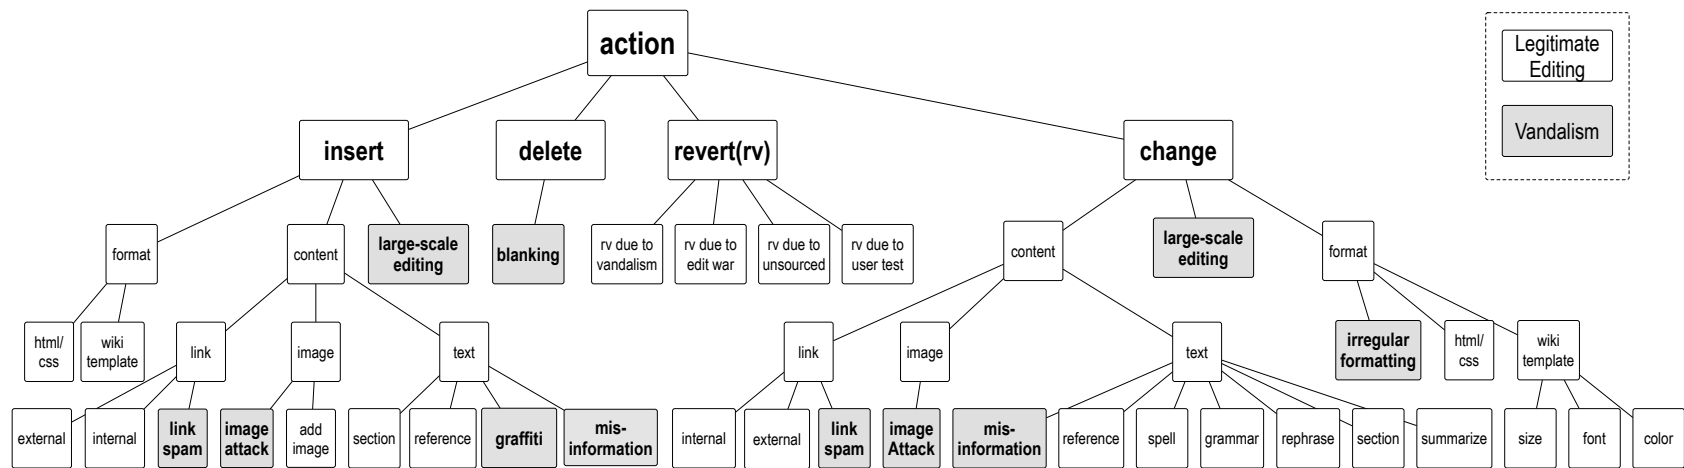 action
Legitimate
Editing
Vandalism
insert
delete
revert(rv)
change
format
content
large-scale
editing
blanking
rv due to
vandalism
rv due to
edit war
rv due to
unsourced
rv due to
user test
content
large-scale
editing
format
html/
css
wiki
template
link
image
text
link
image
text
irregular
formatting
html/
css
wiki
template
external
internal
link
spam
image
attack
add
image
section
reference
graffiti
mis-
information
internal
external
link
spam
image
Attack
mis-
information
reference
spell
grammar
rephrase
section
summarize
size
font
color